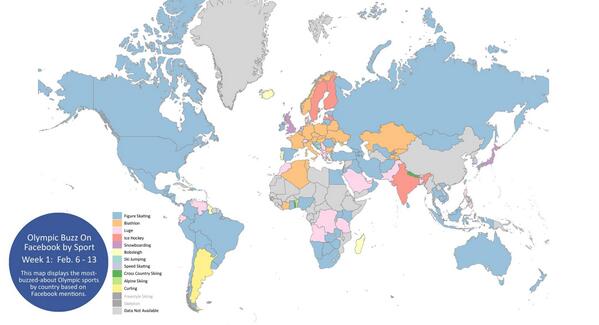 Olympic Buzz On
Facebook by Sport
Week 1:  Feb. 6 - 13
This map displays the most-
buzzed-about Olympic sports
by country based on
Facebook mentions.
Figure Skating
Biathlon
Luge
Ice Hockey
Snowboarding
Bobsleigh
Ski Jumping
Speed Skating
Cross Country Skiing
Alpine Skiing
Curling
Freestyle Skiing
Skeleton
Data Not Available